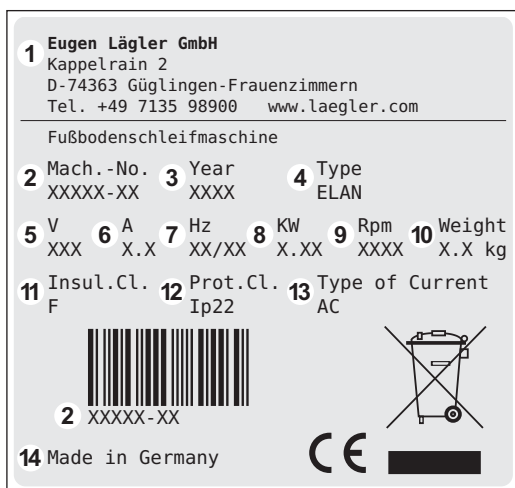 1 Eugen Lägler GmbH
Kappelrain 2
D-74363 Güglingen-Frauenzimmern
Tel. +49 7135 98900 www.laegler.com
Fußbodenschleifmaschine
2 Mach.-No. 3 Year 4 Type
XXXXX-XX XXXX ELAN
5 V 6 A 7 Hz 8 KW 9 Rpm 10 Weight
XXX X.X XX/XX X.XX XXXX X.X kg
11 Insul.Cl. 12 Prot.Cl. 13 Type of Current
F Ip22 AC
2 XXXXX-XX
14 Made in Germany CE